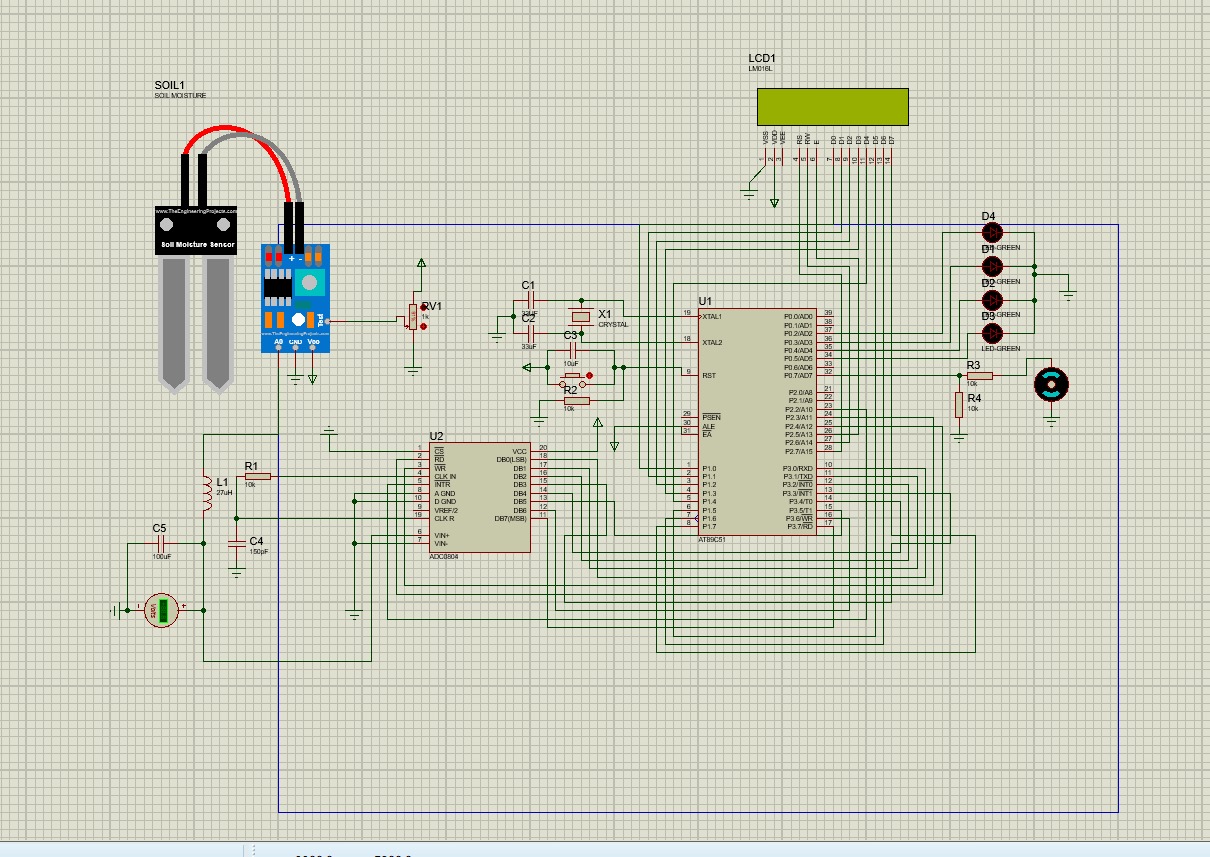 LCD1
LM016L
SOIL1
SOIL MOISTURE
VSS
VDD
VEE
RS
RW
E
D0
D1
D2
D3
D4
D5
D6
D7
1
2
3
4
5
6
7
8
9
10
11
12
13
14
www.TheEngineeringProjects.com
Soil Moisture Sensor
+ -
www.TheEngineeringProjects.com
A0 GND Vcc
RV1
1k
C1
33uF
C2
33uF
X1
CRYSTAL
C3
10uF
R2
10k
D4
LED-GREEN
D1
D2
D3
LED-GREEN
R3
10k
R4
10k
U1
19 XTAL1
18 XTAL2
9 RST
29 PSEN
30 ALE
31 EA
1 P1.0
2 P1.1
3 P1.2
4 P1.3
5 P1.4
6 P1.5
7 P1.6
8 P1.7
P0.0/AD0 39
P0.1/AD1 38
P0.2/AD2 37
P0.3/AD3 36
P0.4/AD4 35
P0.5/AD5 34
P0.6/AD6 33
P0.7/AD7 32
P2.0/A8 21
P2.1/A9 22
P2.2/A10 23
P2.3/A11 24
P2.4/A12 25
P2.5/A13 26
P2.6/A14 27
P2.7/A15 28
P3.0/RXD 10
P3.1/TXD 11
P3.2/INT0 12
P3.3/INT1 13
P3.4/T0 14
P3.5/T1 15
P3.6/WR 16
P3.7/RD 17
AT89C51
U2
1 CS
2 RD
3 WR
4 CLK IN
5 INTR
8 A GND
10 D GND
9 VREF/2
19 CLK R
6 VIN+
7 VIN-
VCC 20
DB0(LSB) 18
DB1 17
DB2 16
DB3 15
DB4 14
DB5 13
DB6 12
DB7(MSB) 11
ADC0804
R1
10k
L1
27uH
C5
100uF
C4
150pF
- +
Volts